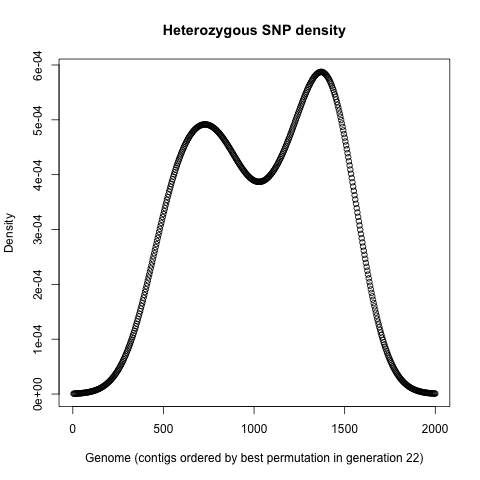 Heterozygous SNP density
6e-04
5e-04
4e-04
3e-04
2e-04
1e-04
0e+00
Density
0 500 1000 1500 2000
Genome (contigs ordered by best permutation in generation 22)